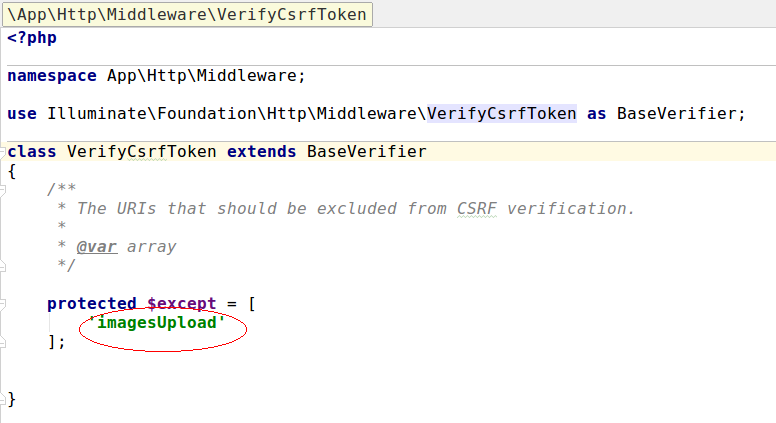 \App\Http\Middleware\VerifyCsrfToken
<?php
namespace App\Http\Middleware;
use Illuminate\Foundation\Http\Middleware\VerifyCsrfToken as BaseVerifier;
class VerifyCsrfToken extends BaseVerifier
{
    /**
     * The URIs that should be excluded from CSRF verification.
     *
     * @var array
     */
    protected $except = [
        'imagesUpload'
    ];
}